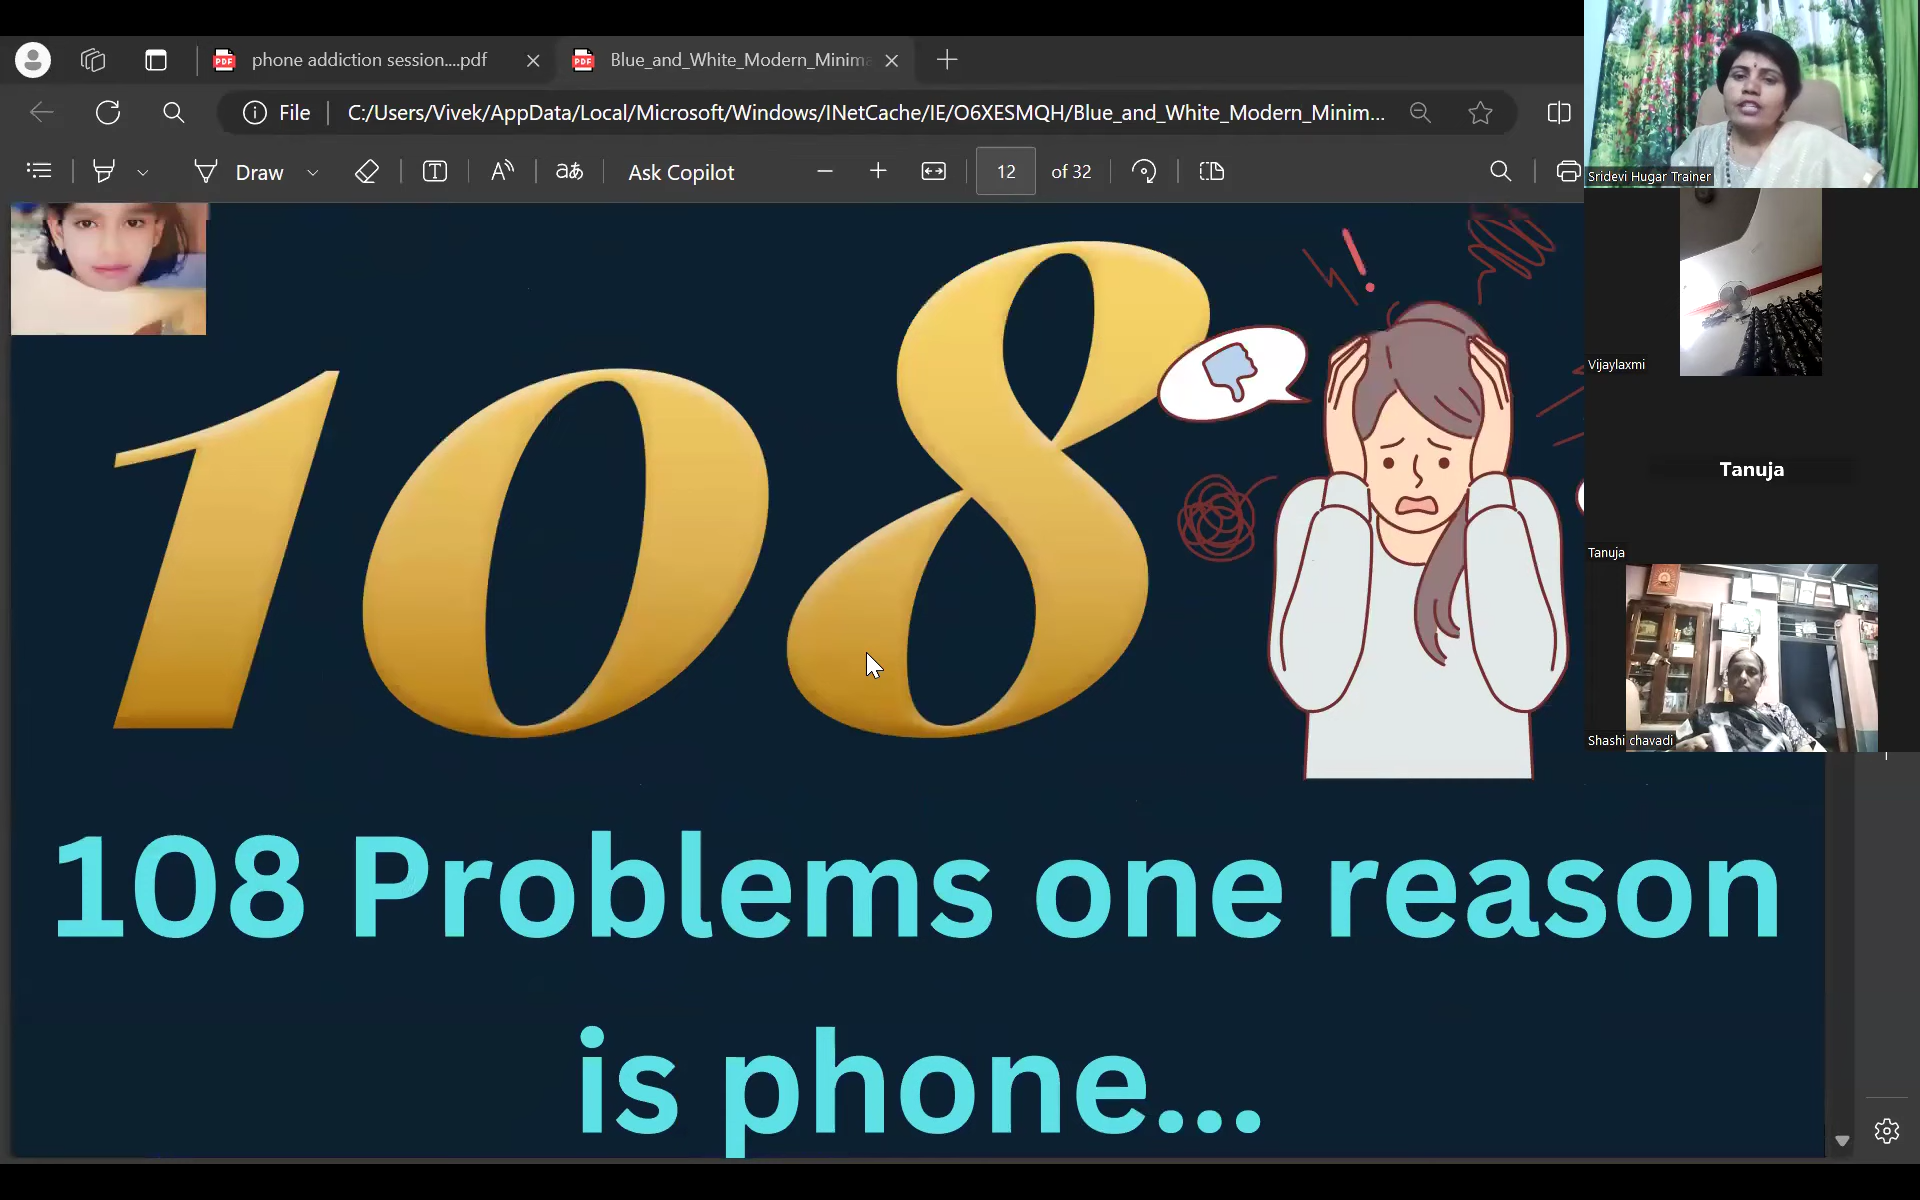 phone addiction session....pdf
Blue_and_White_Modern_Minima
File
C:/Users/Vivek/AppData/Local/Microsoft/Windows/INetCache/IE/O6XESMQH/Blue_and_White_Modern_Minim...
Draw
Ask Copilot
12
of 32
Sridevi Hugar Trainer
Vijaylaxmi
Tanuja
Tanuja
Shashi chavadi
108
108 Problems one reason
is phone...